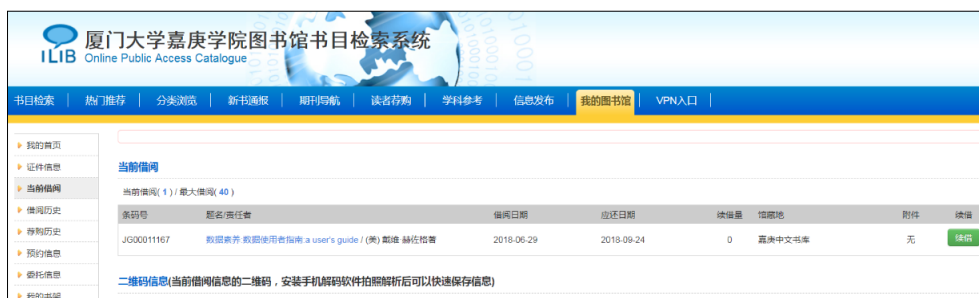 厦门大学嘉庚学院图书馆书目检索系统
ILIB Online Public Access Catalogue
书目检索 热门推荐 分类浏览 新书通报 期刊导航 读者荐购 学科参考 信息发布 我的图书馆 VPN入口
我的首页
证件信息
当前借阅
借阅历史
荐购历史
预约信息
委托信息
我的书架
当前借阅
当前借阅( 1 ) / 最大借阅( 40 )
条码号 题名/责任者 借阅日期 应还日期 续借量 馆藏地 附件 续借
JG00011167 数据素养:数据使用者指南:a user's guide / (美) 戴维·赫佐格著 2018-06-29 2018-09-24 0 嘉庚中文书库 无 续借
二维码信息(当前借阅信息的二维码，安装手机解码软件拍照解析后可以快速保存信息)